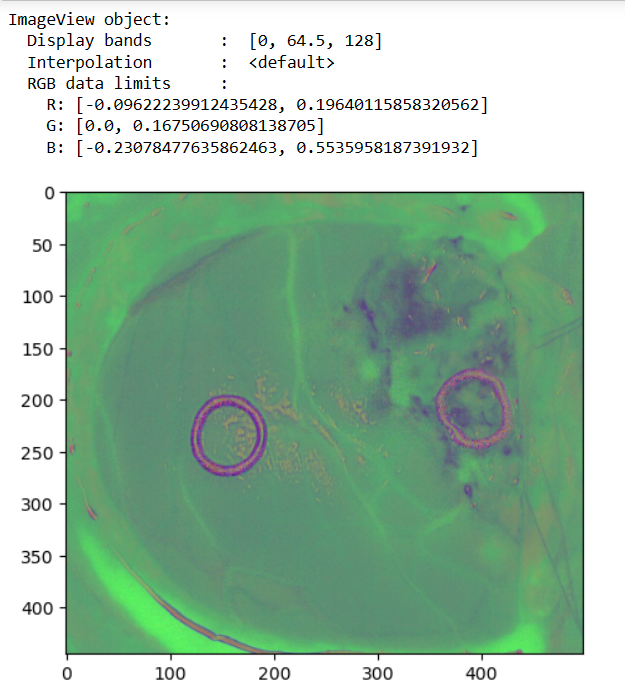 ImageView object:
Display bands : [0, 64.5, 128]
Interpolation : <default>
RGB data limits :
R: [-0.09622239912435428, 0.19640115858320562]
G: [0.0, 0.16750690808138705]
B: [-0.23078477635862463, 0.5535958187391932]
0
50
100
150
200
250
300
350
400
0 100 200 300 400